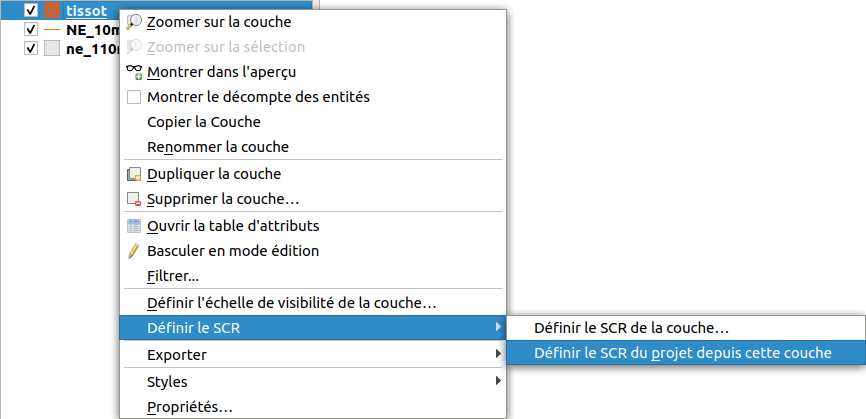 tissot
NE_10m
ne_110m
Zoomer sur la couche
Zoomer sur la sélection
Montrer dans l'aperçu
Montrer le décompte des entités
Copier la Couche
Renommer la couche
Dupliquer la couche
Supprimer la couche…
Ouvrir la table d'attributs
Basculer en mode édition
Filtrer...
Définir l'échelle de visibilité de la couche…
Définir le SCR
Définir le SCR de la couche…
Définir le SCR du projet depuis cette couche
Exporter
Styles
Propriétés…